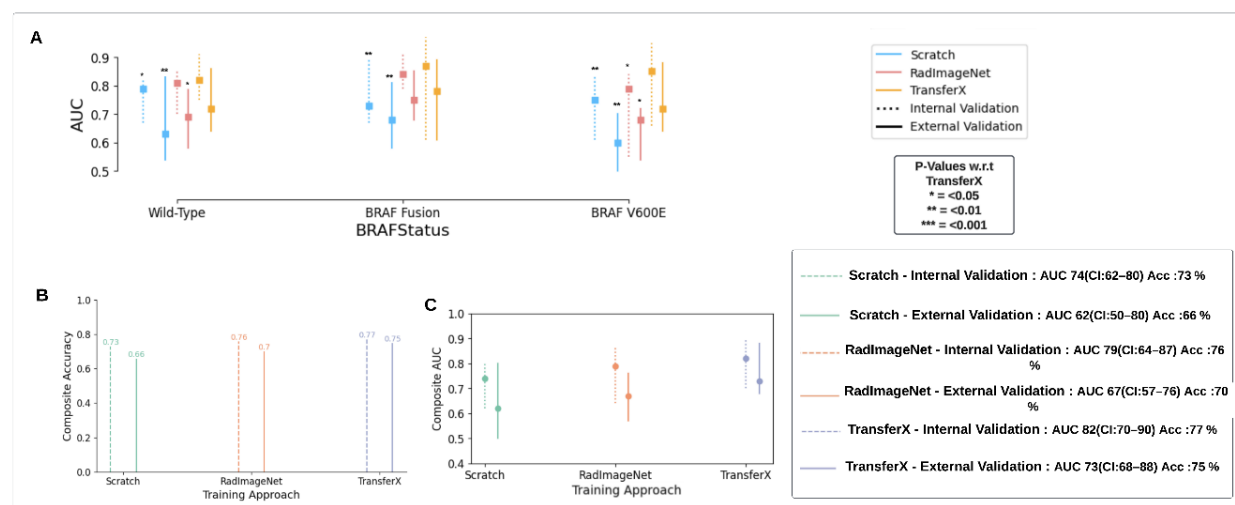 A
0.9
0.8
0.7
0.6
0.5
AUC
* ** *
** **
** ** * *
Wild-Type BRAF Fusion BRAF V600E
BRAFStatus
Scratch
RadImageNet
TransferX
Internal Validation
External Validation
P-Values w.r.t
TransferX
* = <0.05
** = <0.01
*** = <0.001
B
1.0
0.8
0.6
0.4
0.2
0.0
Composite Accuracy
0.73 0.66 0.76 0.7 0.77 0.75
Scratch RadImageNet TransferX
Training Approach
C
1.0
0.9
0.8
0.7
0.6
0.5
0.4
Composite AUC
Scratch RadImageNet TransferX
Training Approach
Scratch - Internal Validation : AUC 74(CI:62–80) Acc :73 %
Scratch - External Validation : AUC 62(CI:50–80) Acc :66 %
RadImageNet - Internal Validation : AUC 79(CI:64–87) Acc :76
%
RadImageNet - External Validation : AUC 67(CI:57–76) Acc :70
%
TransferX - Internal Validation : AUC 82(CI:70–90) Acc :77 %
TransferX - External Validation : AUC 73(CI:68–88) Acc :75 %